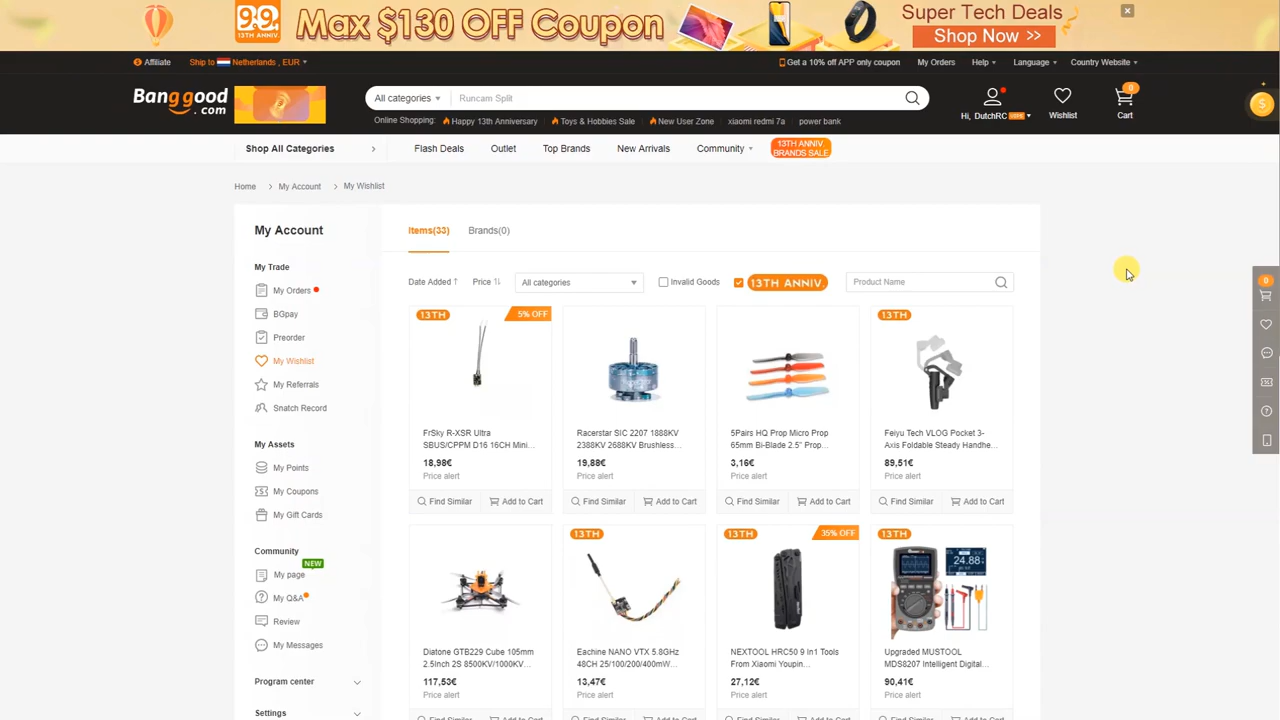 9.9
13TH ANNIV.
Max $130 OFF Coupon
Super Tech Deals
Shop Now >>
Affiliate
Ship to Netherlands, EUR
Get a 10% off APP only coupon
My Orders
Help
Language
Country Website
Banggood
.com
All categories
Runcam Split
Hi, DutchRC
Wishlist
0
Cart
$
Online Shopping:
Happy 13th Anniversary
Toys & Hobbies Sale
New User Zone
xiaomi redmi 7a
power bank
Shop All Categories
Flash Deals
Outlet
Top Brands
New Arrivals
Community
13TH ANNIV.
BRANDS SALE
Home > My Account > My Wishlist
My Account
My Trade
My Orders
BGpay
Preorder
My Wishlist
My Referrals
Snatch Record
My Assets
My Points
My Coupons
My Gift Cards
Community
NEW
My page
My Q&A
Review
My Messages
Program center
Settings
Items(33)
Brands(0)
Date Added
Price
All categories
Invalid Goods
13TH ANNIV.
Product Name
13TH
5% OFF
FrSky R-XSR Ultra
SBUS/CPPM D16 16CH Mini...
18,98€
Price alert
Find Similar
Add to Cart
Racerstar SIC 2207 1888KV
2388KV 2688KV Brushless...
19,88€
Price alert
Find Similar
Add to Cart
13TH
5Pairs HQ Prop Micro Prop
65mm Bi-Blade 2.5" Prop...
3,16€
Price alert
Find Similar
Add to Cart
13TH
Feiyu Tech VLOG Pocket 3-
Axis Foldable Steady Handhe...
89,51€
Price alert
Find Similar
Add to Cart
Diatone GTB229 Cube 105mm
2.5Inch 2S 8500KV/1000KV...
117,53€
Price alert
13TH
Eachine NANO VTX 5.8GHz
48CH 25/100/200/400mW...
13,47€
Price alert
13TH
35% OFF
NEXTOOL HRC50 9 In1 Tools
From Xiaomi Youpin...
27,12€
Price alert
13TH
24.88
Upgraded MUSTOOL
MDS8207 Intelligent Digital...
90,41€
Price alert
0